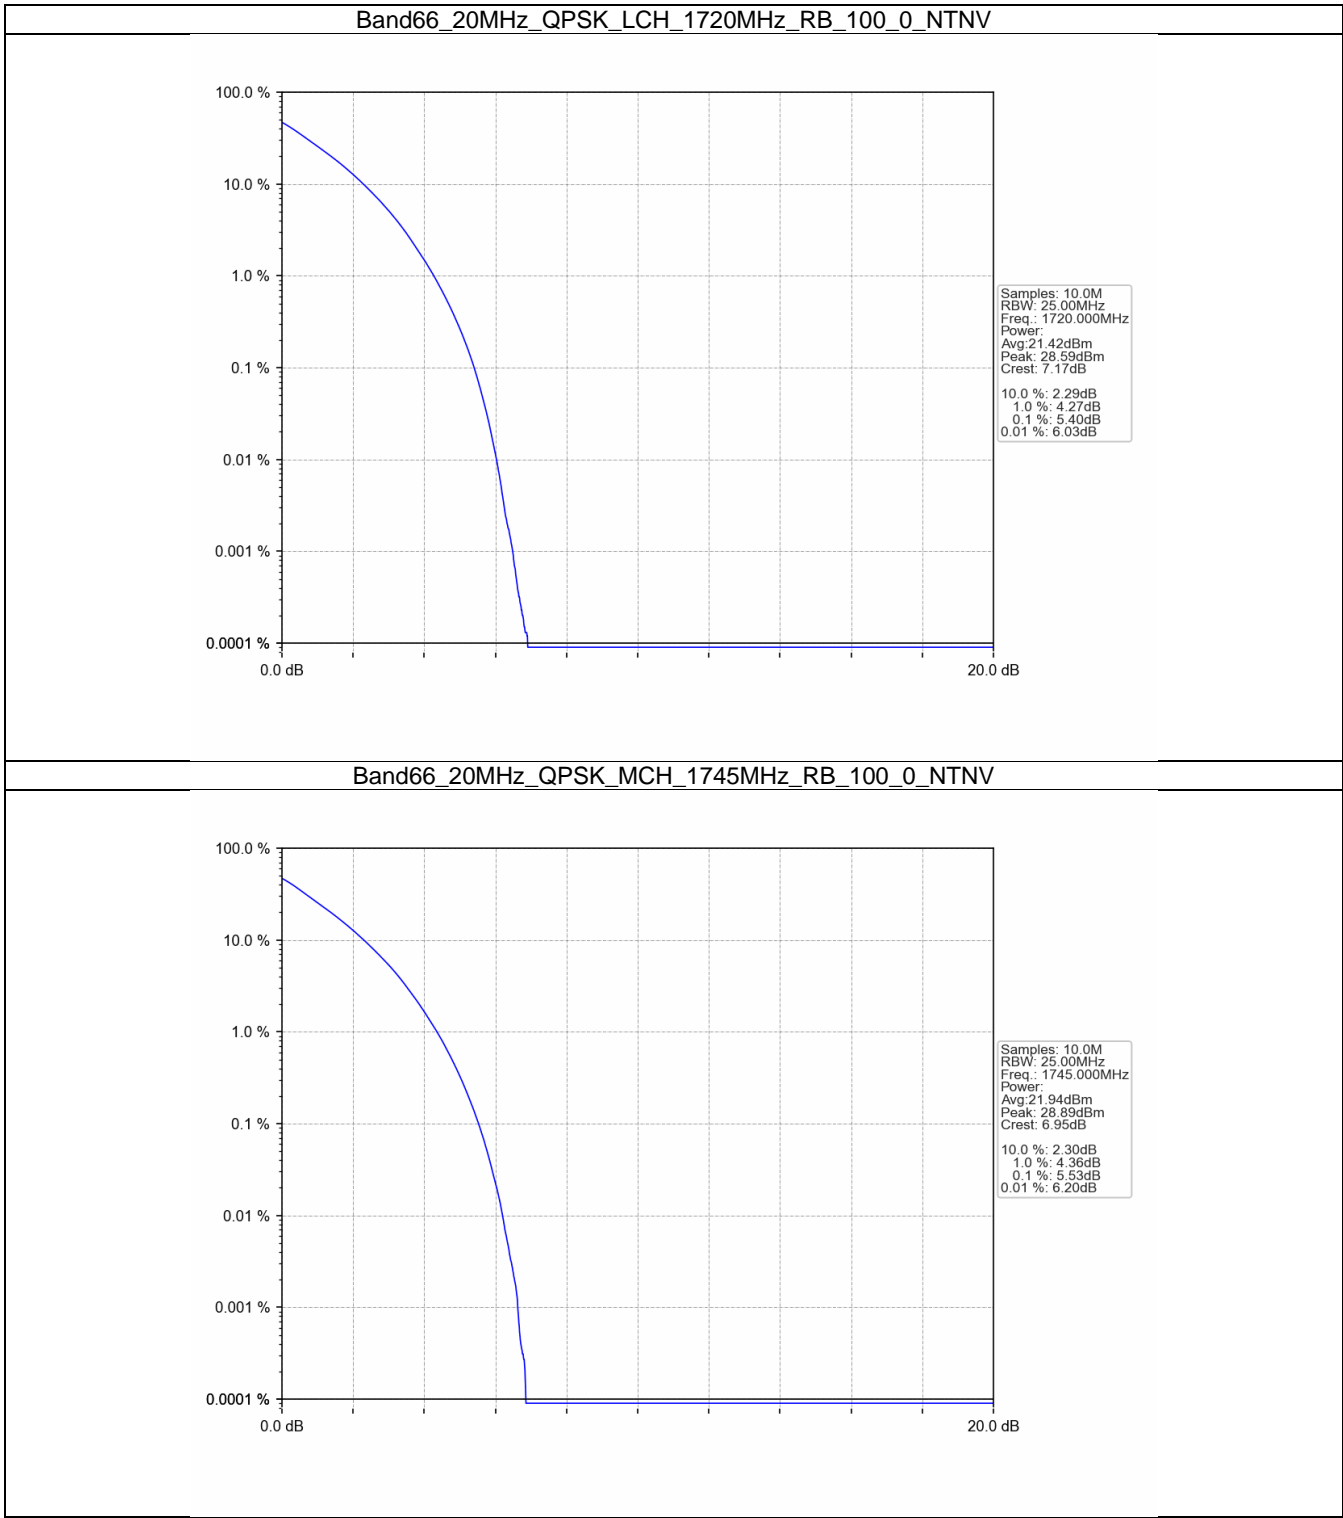 Band66_20MHz_QPSK_LCH_1720MHz_RB_100_0_NTNV
100.0 %
10.0 %
1.0 %
0.1 %
0.01 %
0.001 %
0.0001 %
0.0 dB
20.0 dB
Samples: 10.0M
RBW: 25.00MHz
Freq.: 1720.000MHz
Power:
Avg:21.42dBm
Peak: 28.59dBm
Crest: 7.17dB
10.0 %: 2.29dB
1.0 %: 4.27dB
0.1 %: 5.40dB
0.01 %: 6.03dB
Band66_20MHz_QPSK_MCH_1745MHz_RB_100_0_NTNV
100.0 %
10.0 %
1.0 %
0.1 %
0.01 %
0.001 %
0.0001 %
0.0 dB
20.0 dB
Samples: 10.0M
RBW: 25.00MHz
Freq.: 1745.000MHz
Power:
Avg:21.94dBm
Peak: 28.89dBm
Crest: 6.95dB
10.0 %: 2.30dB
1.0 %: 4.36dB
0.1 %: 5.53dB
0.01 %: 6.20dB